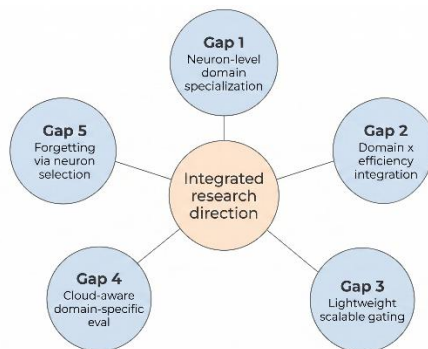 Gap 1
Neuron-level
domain
specialization
Gap 5
Forgetting
via neuron
selection
Gap 2
Domain x
efficiency
integration
Integrated
research
direction
Gap 4
Cloud-aware
domain-specific
eval
Gap 3
Lightweight
scalable gating